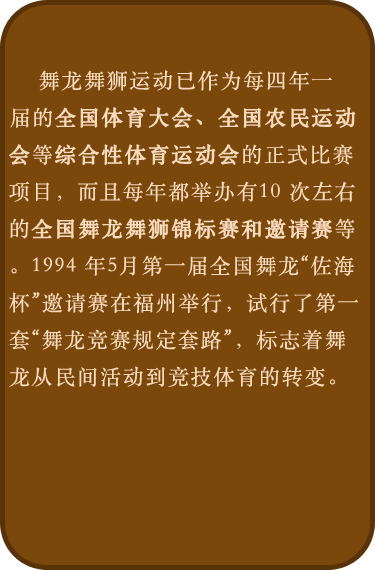 舞龙舞狮运动已作为每四年一
届的全国体育大会、全国农民运动
会等综合性体育运动会的正式比赛
项目，而且每年都举办有10 次左右
的全国舞龙舞狮锦标赛和邀请赛等
。1994 年5月第一届全国舞龙“佐海
杯”邀请赛在福州举行，试行了第一
套“舞龙竞赛规定套路”，标志着舞
龙从民间活动到竞技体育的转变。